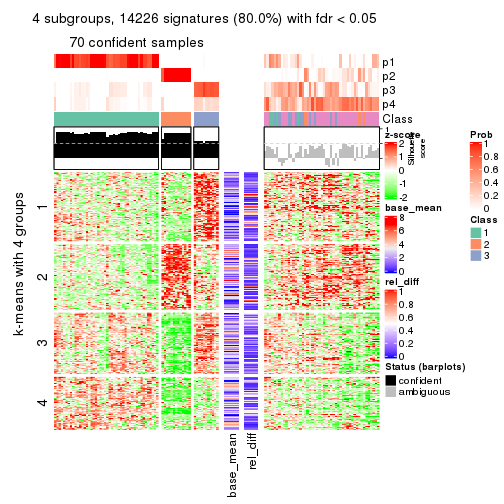 4 subgroups, 14226 signatures (80.0%) with fdr < 0.05
70 confident samples
p1
p2
p3
p4
Class
1
Silhouette
score
k-means with 4 groups
1
2
3
4
base_mean
rel_diff
z-score
2
1
0
-1
-2
base_mean
8
6
4
2
0
rel_diff
1
0.8
0.6
0.4
0.2
0
Status (barplots)
confident
ambiguous
Prob
1
0.8
0.6
0.4
0.2
0
Class
1
2
3